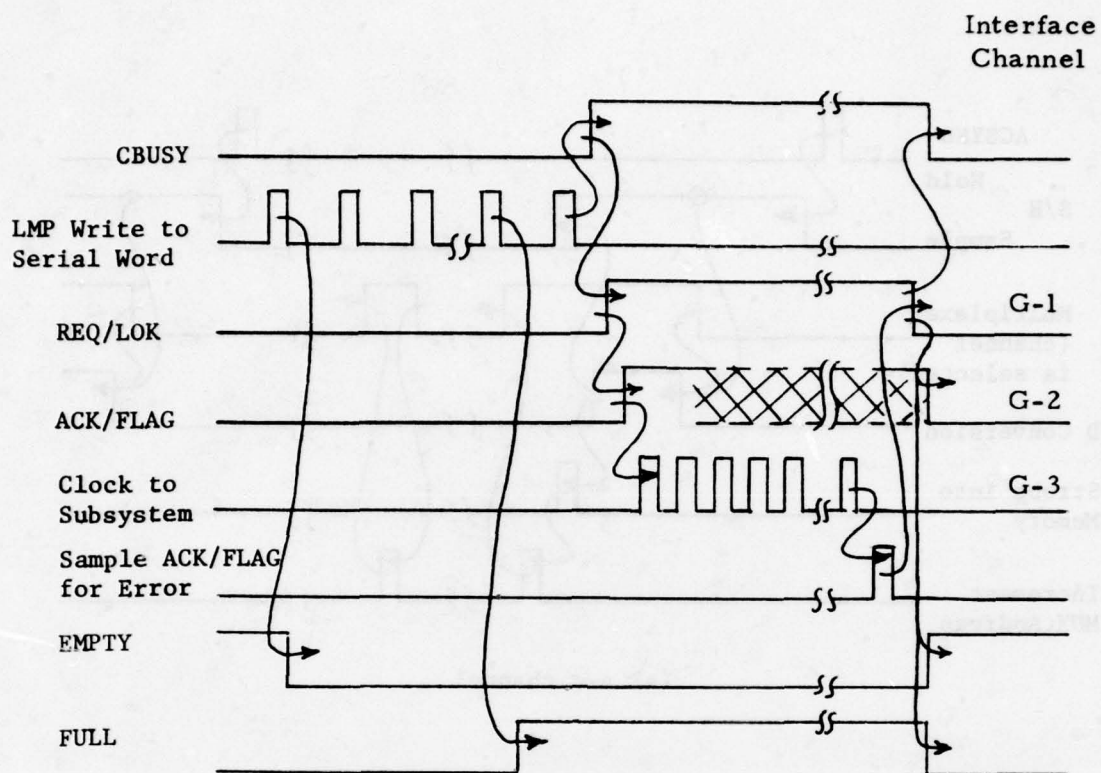 Interface
Channel
CBUSY
LMP Write to
Serial Word
REQ/LOK
G-1
ACK/FLAG
G-2
Clock to
Subsystem
G-3
Sample ACK/FLAG
for Error
EMPTY
FULL